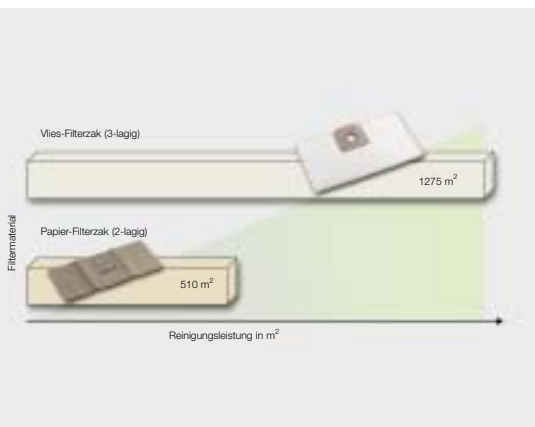 Vlies-Filterzak (3-lagig)
1275 m²
Papier-Filterzak (2-lagig)
510 m²
Filtermaterial
Reinigungsleistung in m²